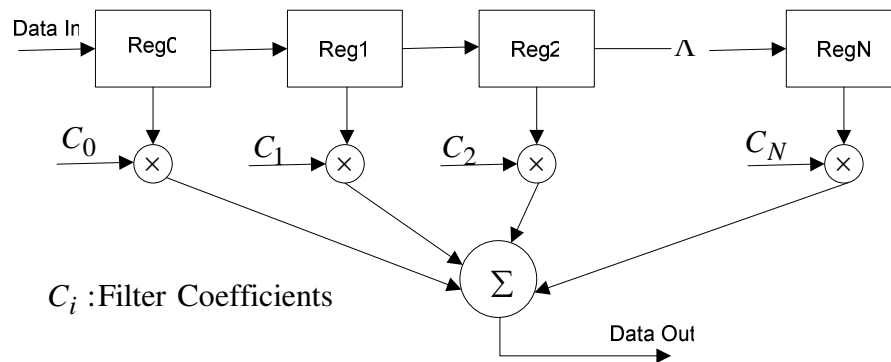 Data In
Reg0
Reg1
Reg2
Λ
RegN
C0
×
C1
×
C2
×
CN
×
Σ
Ci :Filter Coefficients
Data Out